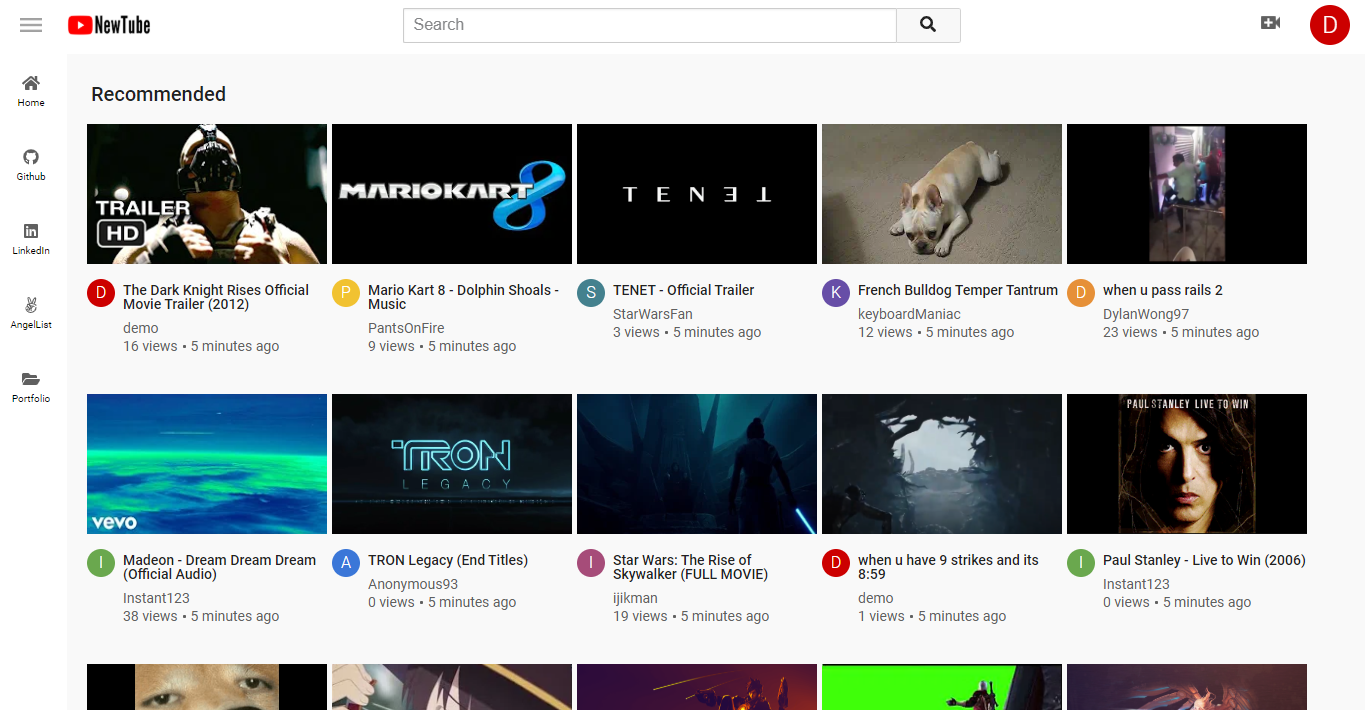 NewTube
Search
D
Home
Github
LinkedIn
AngelList
Portfolio
Recommended
TRAILER
HD
MARIOKART 8
TENET
D
The Dark Knight Rises Official
Movie Trailer (2012)
demo
16 views • 5 minutes ago
P
Mario Kart 8 - Dolphin Shoals -
Music
PantsOnFire
9 views • 5 minutes ago
S
TENET - Official Trailer
StarWarsFan
3 views • 5 minutes ago
K
French Bulldog Temper Tantrum
keyboardManiac
12 views • 5 minutes ago
D
when u pass rails 2
DylanWong97
23 views • 5 minutes ago
vevo
TRON
LEGACY
PAUL STANLEY LIVE TO WIN
I
Madeon - Dream Dream Dream
(Official Audio)
Instant123
38 views • 5 minutes ago
A
TRON Legacy (End Titles)
Anonymous93
0 views • 5 minutes ago
I
Star Wars: The Rise of
Skywalker (FULL MOVIE)
ijikman
19 views • 5 minutes ago
D
when u have 9 strikes and its
8:59
demo
1 views • 5 minutes ago
I
Paul Stanley - Live to Win (2006)
Instant123
0 views • 5 minutes ago